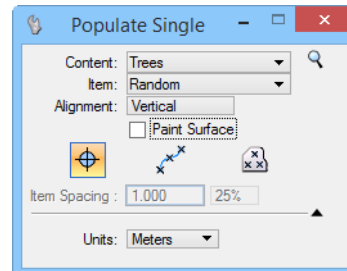 Populate Single
Content: Trees
Item: Random
Alignment: Vertical
Paint Surface
Item Spacing : 1.000 25%
Units: Meters